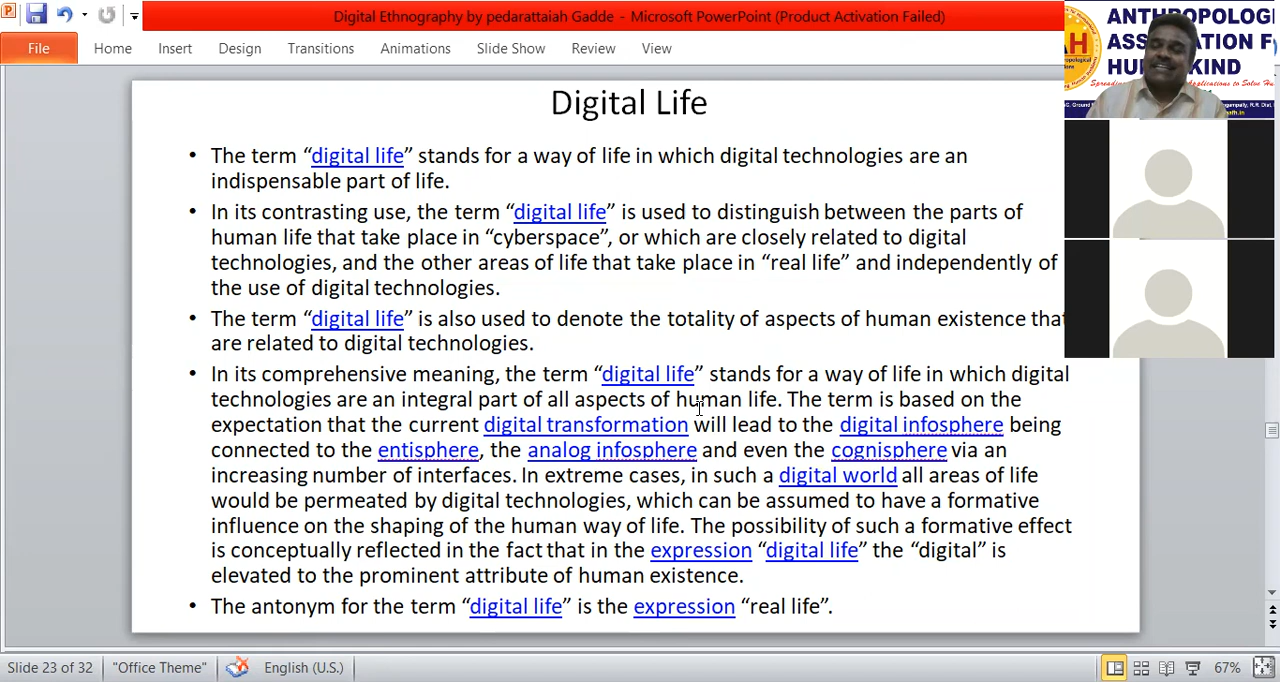 Digital Ethnography by pedarattaiah Gadde - Microsoft PowerPoint (Product Activation Failed)
File Home Insert Design Transitions Animations Slide Show Review View
ANTHROPOLOGI
ASS ATION F
HU KIND
Digital Life
• The term “digital life” stands for a way of life in which digital technologies are an
indispensable part of life.
• In its contrasting use, the term “digital life” is used to distinguish between the parts of
human life that take place in “cyberspace”, or which are closely related to digital
technologies, and the other areas of life that take place in “real life” and independently of
the use of digital technologies.
• The term “digital life” is also used to denote the totality of aspects of human existence that
are related to digital technologies.
• In its comprehensive meaning, the term “digital life” stands for a way of life in which digital
technologies are an integral part of all aspects of human life. The term is based on the
expectation that the current digital transformation will lead to the digital infosphere being
connected to the entisphere, the analog infosphere and even the cognisphere via an
increasing number of interfaces. In extreme cases, in such a digital world all areas of life
would be permeated by digital technologies, which can be assumed to have a formative
influence on the shaping of the human way of life. The possibility of such a formative effect
is conceptually reflected in the fact that in the expression “digital life” the “digital” is
elevated to the prominent attribute of human existence.
• The antonym for the term “digital life” is the expression “real life”.
Slide 23 of 32 "Office Theme" English (U.S.) 67%